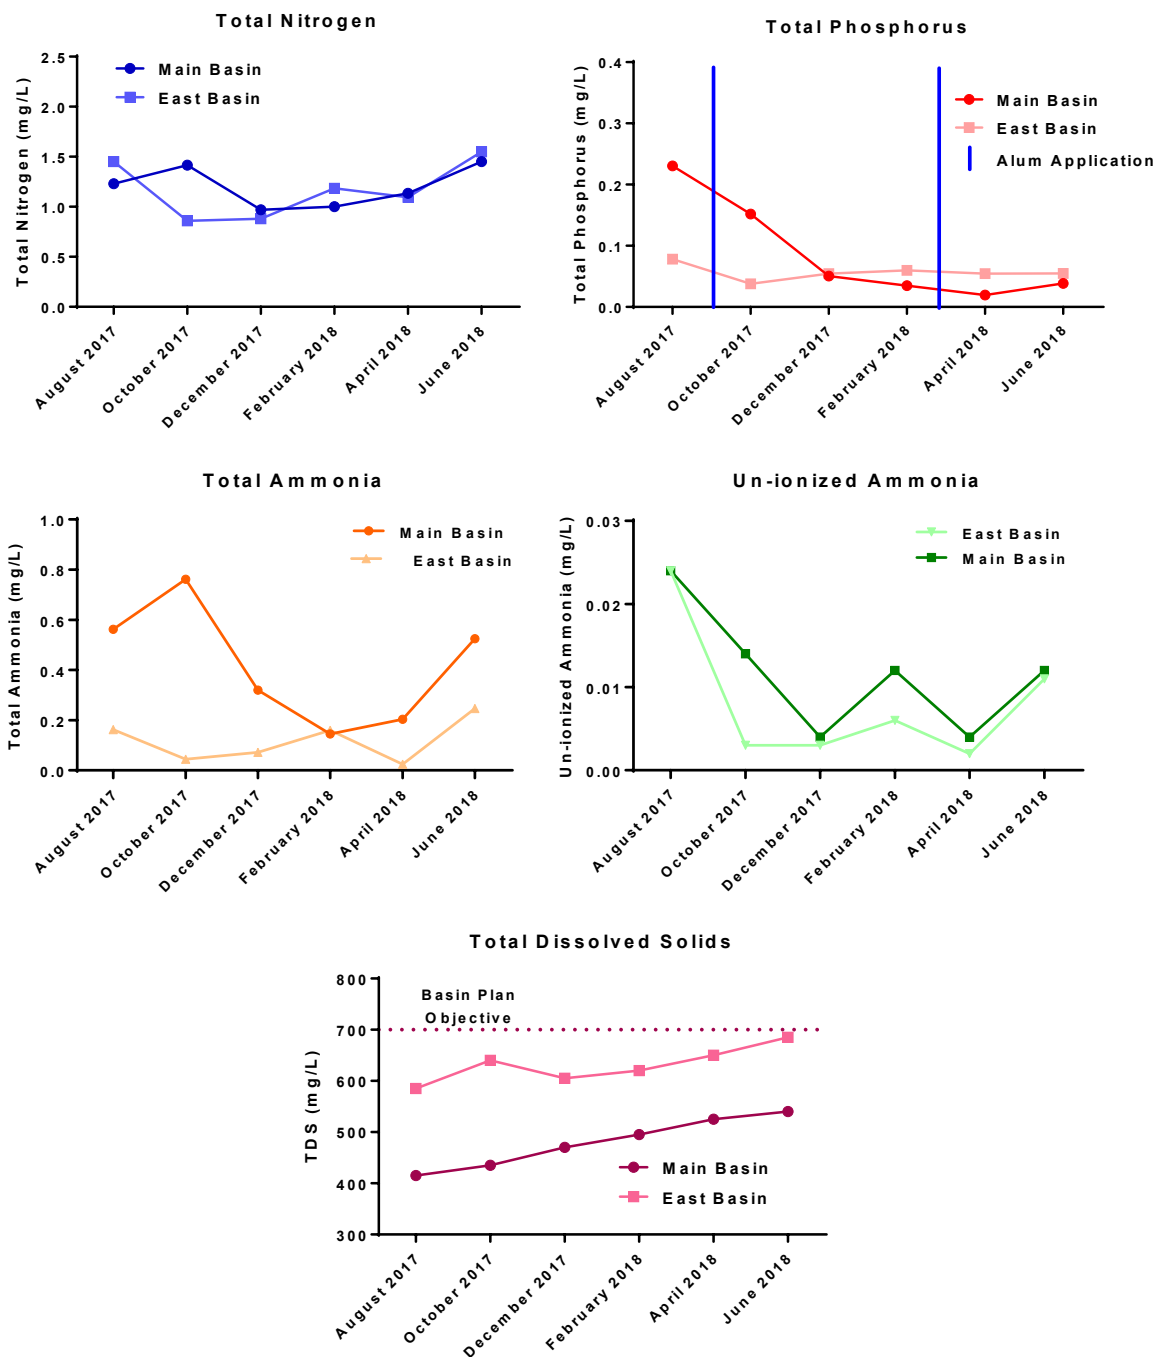 Total Nitrogen
Total Nitrogen (mg/L)
2.5
2.0
1.5
1.0
0.5
0.0
Main Basin
East Basin
August 2017
October 2017
December 2017
February 2018
April 2018
June 2018
Total Phosphorus
Total Phosphorus (mg/L)
0.4
0.3
0.2
0.1
0.0
Main Basin
East Basin
Alum Application
August 2017
October 2017
December 2017
February 2018
April 2018
June 2018
Total Ammonia
Total Ammonia (mg/L)
1.0
0.8
0.6
0.4
0.2
0.0
Main Basin
East Basin
August 2017
October 2017
December 2017
February 2018
April 2018
June 2018
Un-ionized Ammonia
Un-ionized Ammonia (mg/L)
0.03
0.02
0.01
0.00
East Basin
Main Basin
August 2017
October 2017
December 2017
February 2018
April 2018
June 2018
Total Dissolved Solids
TDS (mg/L)
800
700
600
500
400
300
Basin Plan
Objective
Main Basin
East Basin
August 2017
October 2017
December 2017
February 2018
April 2018
June 2018